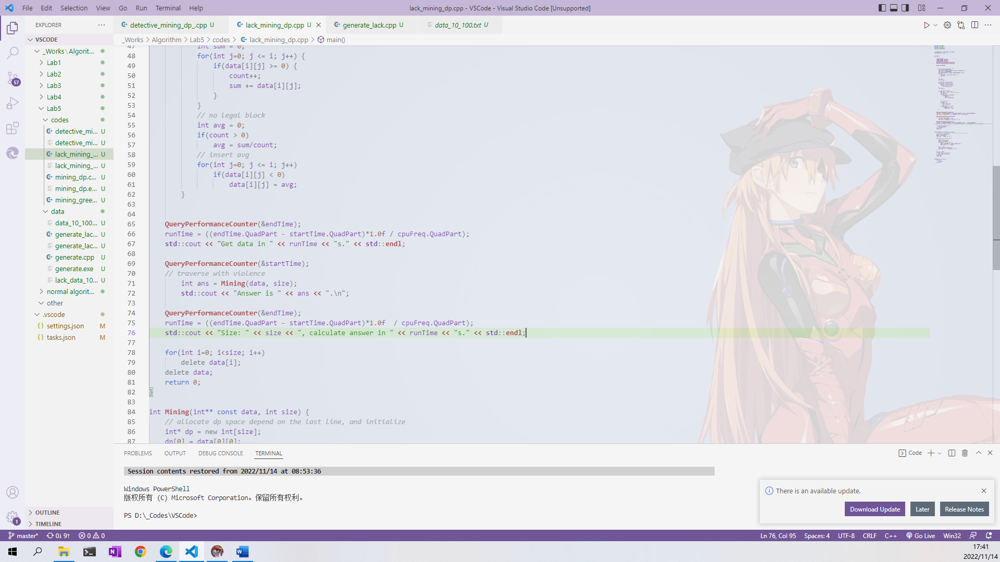 File Edit Selection View Go Run Terminal Help
lack_mining_dp.cpp - VSCode - Visual Studio Code [Unsupported]
EXPLORER
detective_mining_dp_.cpp U
lack_mining_dp.cpp U
generate_lack.cpp U
data_10_100.txt U
_Works > Algorithm > Lab5 > codes > lack_mining_dp.cpp > main()
VSCODE
_Works\Algorit...
Lab1
Lab2
Lab3
Lab4
Lab5
codes
detective_mi... U
detective_mi... U
lack_mining_... U
lack_mining_... U
mining_dp.c... U
mining_dp.e... U
mining_gree... U
data
data_10_100... U
generate_lac... U
generate_lac... U
generate.cpp U
generate.exe U
lack_data_10... U
normal algorit...
other
.vscode
settings.json M
tasks.json M
OUTLINE
TIMELINE
57
1
47 int sum = 0;
48 for(int j=0; j <= i; j++) {
49 if(data[i][j] >= 0) {
50 count++;
51 sum += data[i][j];
52 }
53 }
54 // no legal block
55 int avg = 0;
56 if(count > 0)
57 avg = sum/count;
58 // insert avg
59 for(int j=0; j <= i; j++)
60 if(data[i][j] < 0)
61 data[i][j] = avg;
62 }
63
64
65 QueryPerformanceCounter(&endTime);
66 runTime = ((endTime.QuadPart - startTime.QuadPart)*1.0f / cpuFreq.QuadPart);
67 std::cout << "Get data in " << runTime << "s." << std::endl;
68
69 QueryPerformanceCounter(&startTime);
70 // traverse with violence
71 int ans = Mining(data, size);
72 std::cout << "Answer is " << ans << ".\n";
73
74 QueryPerformanceCounter(&endTime);
75 runTime = ((endTime.QuadPart - startTime.QuadPart)*1.0f  / cpuFreq.QuadPart);
76 std::cout << "Size: " << size << ", calculate answer in " << runTime << "s." << std::endl;
77
78 for(int i=0; i<size; i++)
79 delete data[i];
80 delete data;
81 return 0;
82 }
83
84 int Mining(int** const data, int size) {
85 // allocate dp space depend on the last line, and initialize
86 int* dp = new int[size];
87 dp[0] = data[0][0];
PROBLEMS OUTPUT DEBUG CONSOLE TERMINAL
Code
Session contents restored from 2022/11/14 at 08:53:36
Windows PowerShell
版权所有 (C) Microsoft Corporation。保留所有权利。
PS D:\_Codes\VSCode>
There is an available update.
Download Update Later Release Notes
master* 0↓ 9↑ 0 0
Ln 76, Col 95 Spaces: 4 UTF-8 CRLF C++ Go Live Win32
17:41
2022/11/14